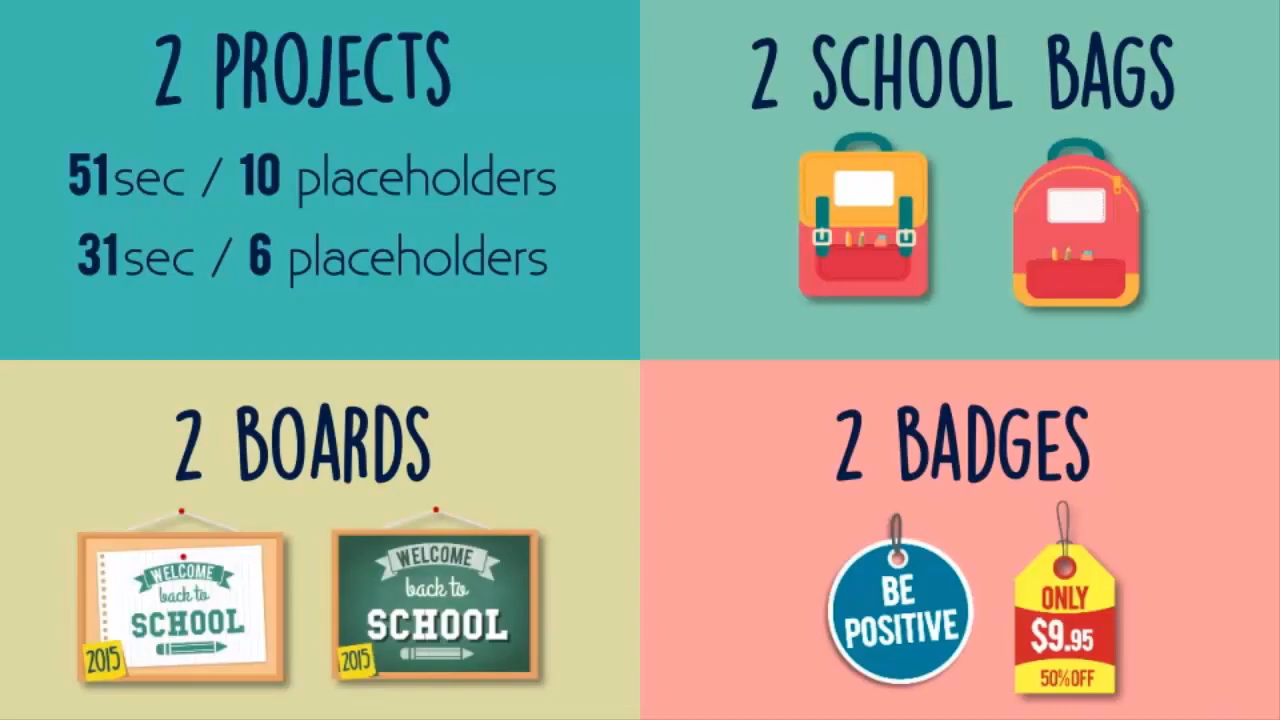 2 PROJECTS
51sec / 10 placeholders
31sec / 6 placeholders
2 SCHOOL BAGS
2 BOARDS
WELCOME
back to
SCHOOL
2015
WELCOME
back to
SCHOOL
2015
2 BADGES
BE
POSITIVE
ONLY
$9.95
50%OFF